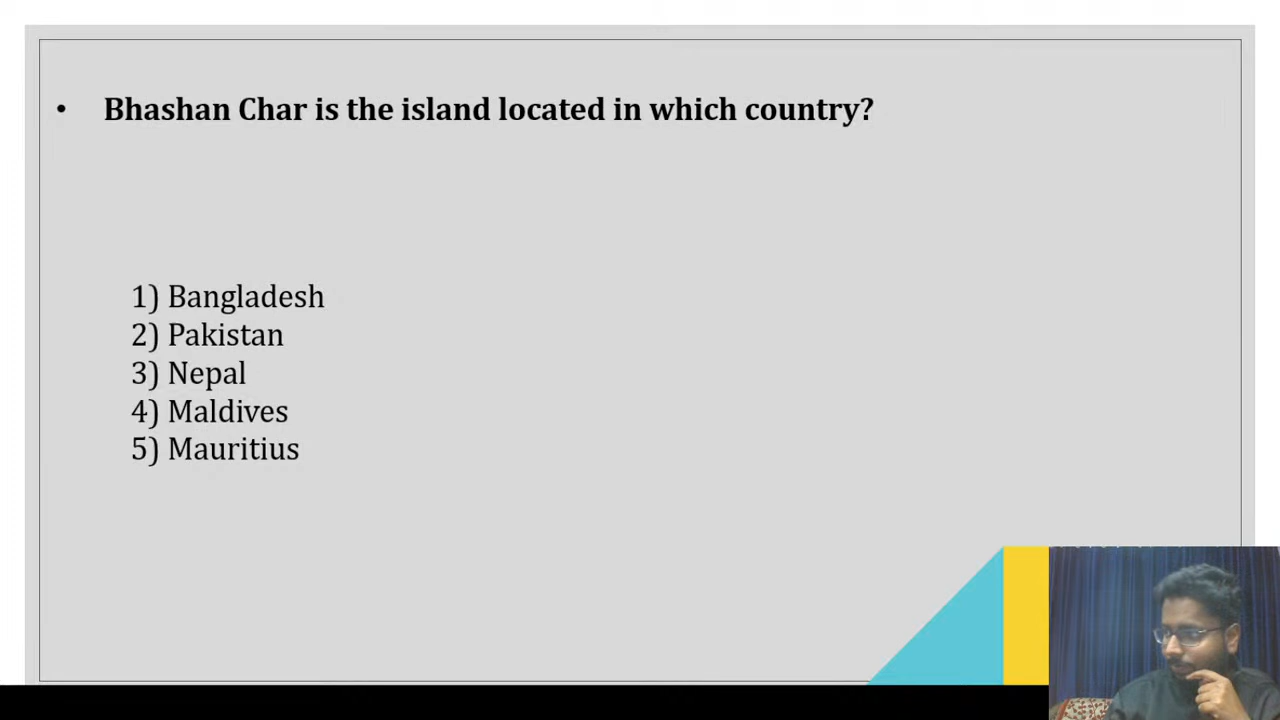 • Bhashan Char is the island located in which country?
1) Bangladesh
2) Pakistan
3) Nepal
4) Maldives
5) Mauritius